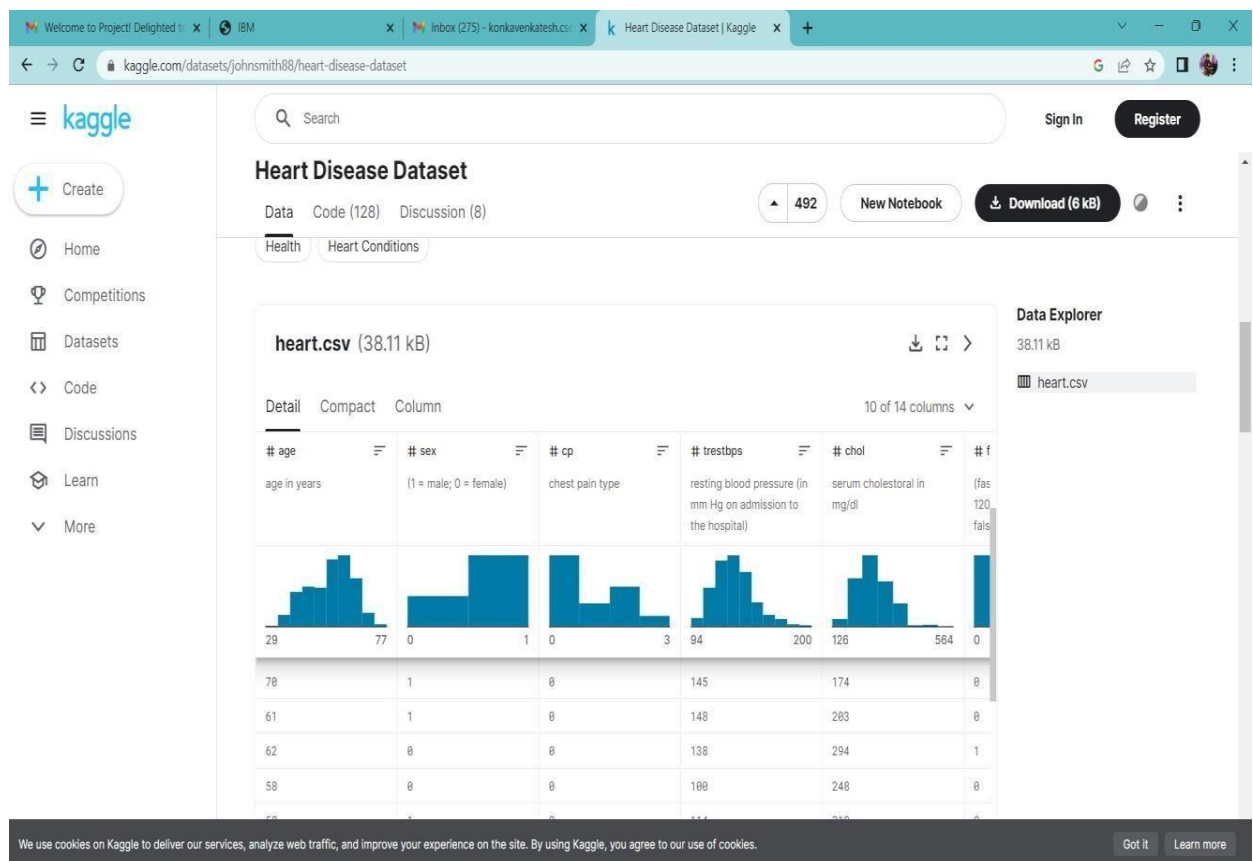 Welcome to Project! Delighted t
IBM
Inbox (275) - konkavenkatesh.cse
Heart Disease Dataset | Kaggle
kaggle.com/datasets/johnsmith88/heart-disease-dataset
kaggle
Search
Sign In
Register
Heart Disease Dataset
Create
Data Code (128) Discussion (8)
492
New Notebook
Download (6 kB)
Home
Competitions
Datasets
Code
Discussions
Learn
More
Health
Heart Conditions
heart.csv (38.11 kB)
Detail Compact Column
10 of 14 columns
Data Explorer
38.11 kB
heart.csv
# age
# sex
# cp
# trestbps
# chol
# f
age in years
(1 = male; 0 = female)
chest pain type
resting blood pressure (in
mm Hg on admission to
the hospital)
serum cholestoral in
mg/dl
(fas
120
fals
29 77
0 1
0 3
94 200
126 564
0
70 1 0 145 174 0
61 1 0 148 203 0
62 0 0 138 294 1
58 0 0 100 248 0
We use cookies on Kaggle to deliver our services, analyze web traffic, and improve your experience on the site. By using Kaggle, you agree to our use of cookies.
Got it
Learn more